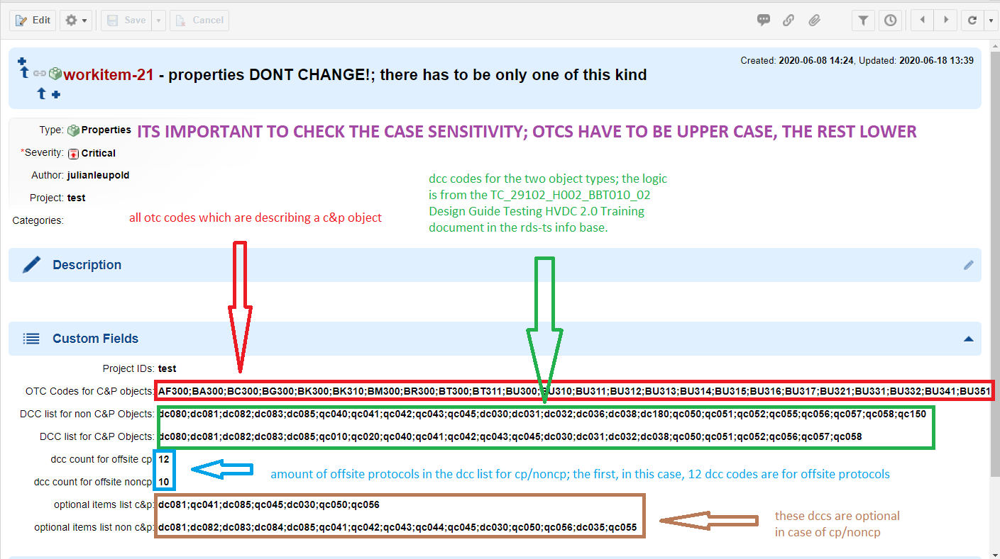 Edit
Save
Cancel
Created: 2020-06-08 14:24, Updated: 2020-06-18 13:39
workitem-21 - properties DONT CHANGE!; there has to be only one of this kind
Type: Properties
ITS IMPORTANT TO CHECK THE CASE SENSITIVITY; OTCS HAVE TO BE UPPER CASE, THE REST LOWER
*Severity: Critical
Author: julianleupold
Project: test
Categories:
all otc codes which are describing a c&p object
dcc codes for the two object types; the logic
is from the TC_29102_H002_BBT010_02
Design Guide Testing HVDC 2.0 Training
document in the rds-ts info base.
Description
Custom Fields
Project IDs: test
OTC Codes for C&P objects: AF300;BA300;BC300;BG300;BK300;BK310;BM300;BR300;BT300;BT311;BU300;BU310;BU311;BU312;BU313;BU314;BU315;BU316;BU317;BU321;BU331;BU332;BU341;BU351
DCC list for non C&P Objects: dc080;dc081;dc082;dc083;dc085;qc040;qc041;qc042;qc043;qc045;dc030;dc031;dc032;dc036;dc038;dc180;qc050;qc051;qc052;qc055;qc056;qc057;qc058;qc150
DCC list for C&P Objects: dc080;dc081;dc082;dc083;dc085;qc010;qc020;qc040;qc041;qc042;qc043;qc045;dc030;dc031;dc032;dc038;qc050;qc051;qc052;qc056;qc057;qc058
dcc count for offsite cp 12
dcc count for offsite noncp 10
amount of offsite protocols in the dcc list for cp/noncp; the first, in this case, 12 dcc codes are for offsite protocols
optional items list c&p: dc081;qc041;dc085;qc045;dc030;qc050;qc056
optional items list non c&p: dc081;dc082;dc083;dc084;dc085;qc041;qc042;qc043;qc044;qc045;dc030;qc050;qc056;dc035;qc055
these dccs are optional
in case of cp/noncp